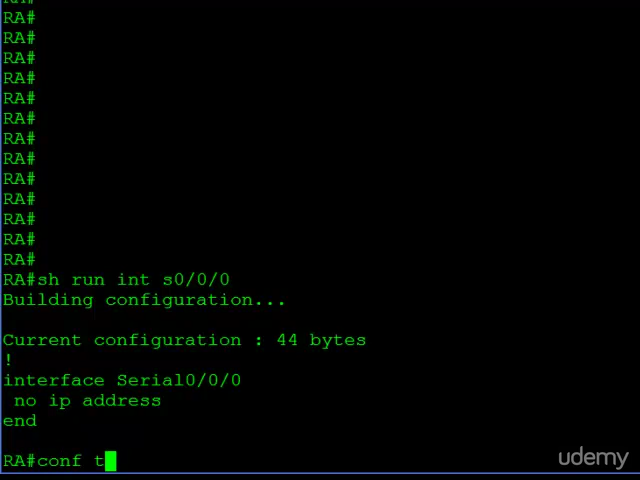 RA#
RA#
RA#
RA#
RA#
RA#
RA#
RA#
RA#
RA#
RA#
RA#
RA#
RA#sh run int s0/0/0
Building configuration...
Current configuration : 44 bytes
!
interface Serial0/0/0
 no ip address
end
RA#conf t
udemy